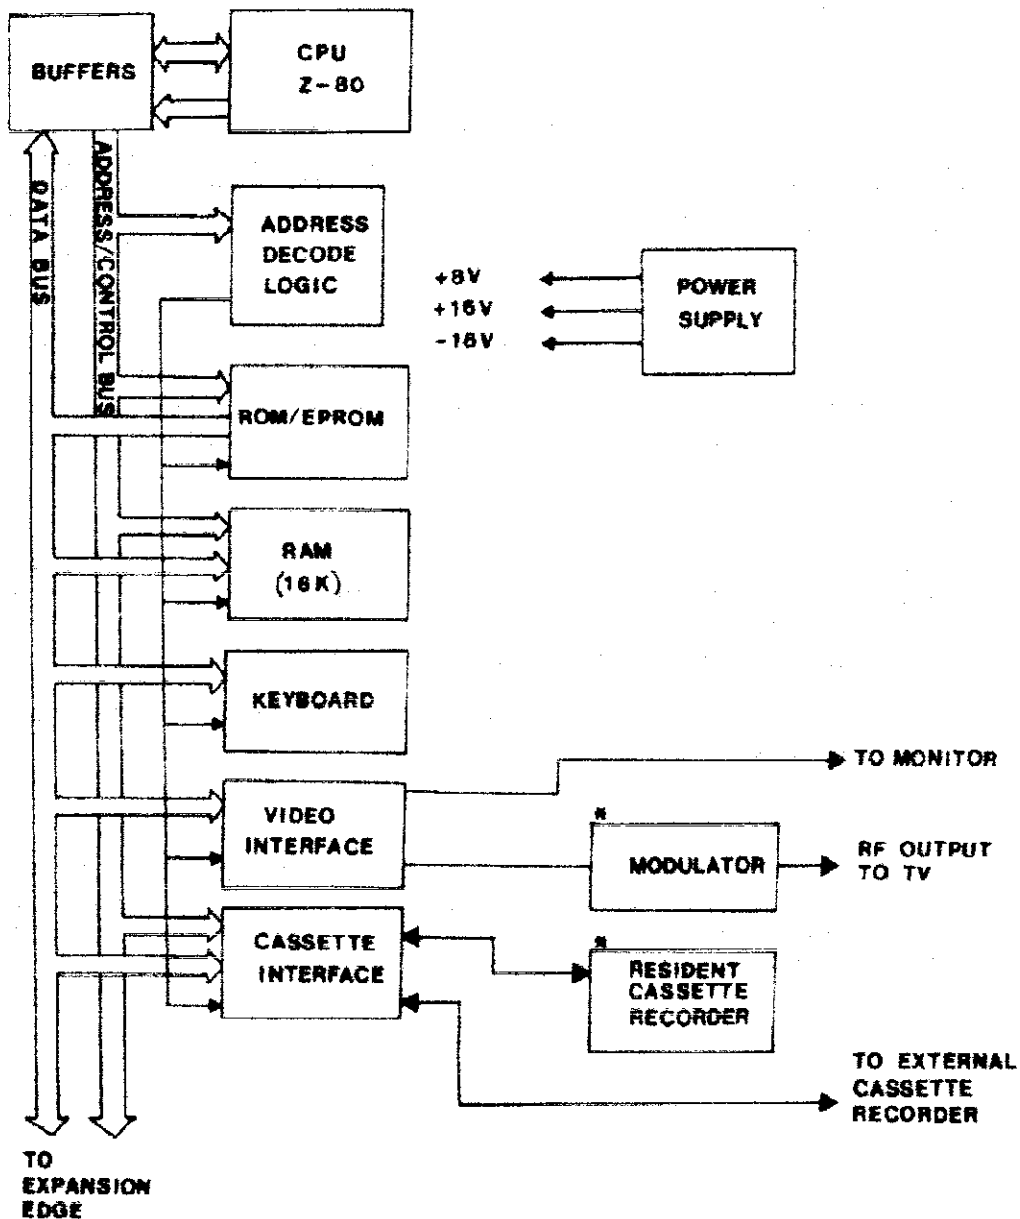 BUFFERS
CPU
Z-80
DATA BUS
ADDRESS/CONTROL BUS
ADDRESS
DECODE
LOGIC
+8V
+16V
-16V
POWER
SUPPLY
ROM/EPROM
RAM
(16K)
KEYBOARD
TO MONITOR
VIDEO
INTERFACE
*
MODULATOR
RF OUTPUT
TO TV
CASSETTE
INTERFACE
*
RESIDENT
CASSETTE
RECORDER
TO EXTERNAL
CASSETTE
RECORDER
TO
EXPANSION
EDGE